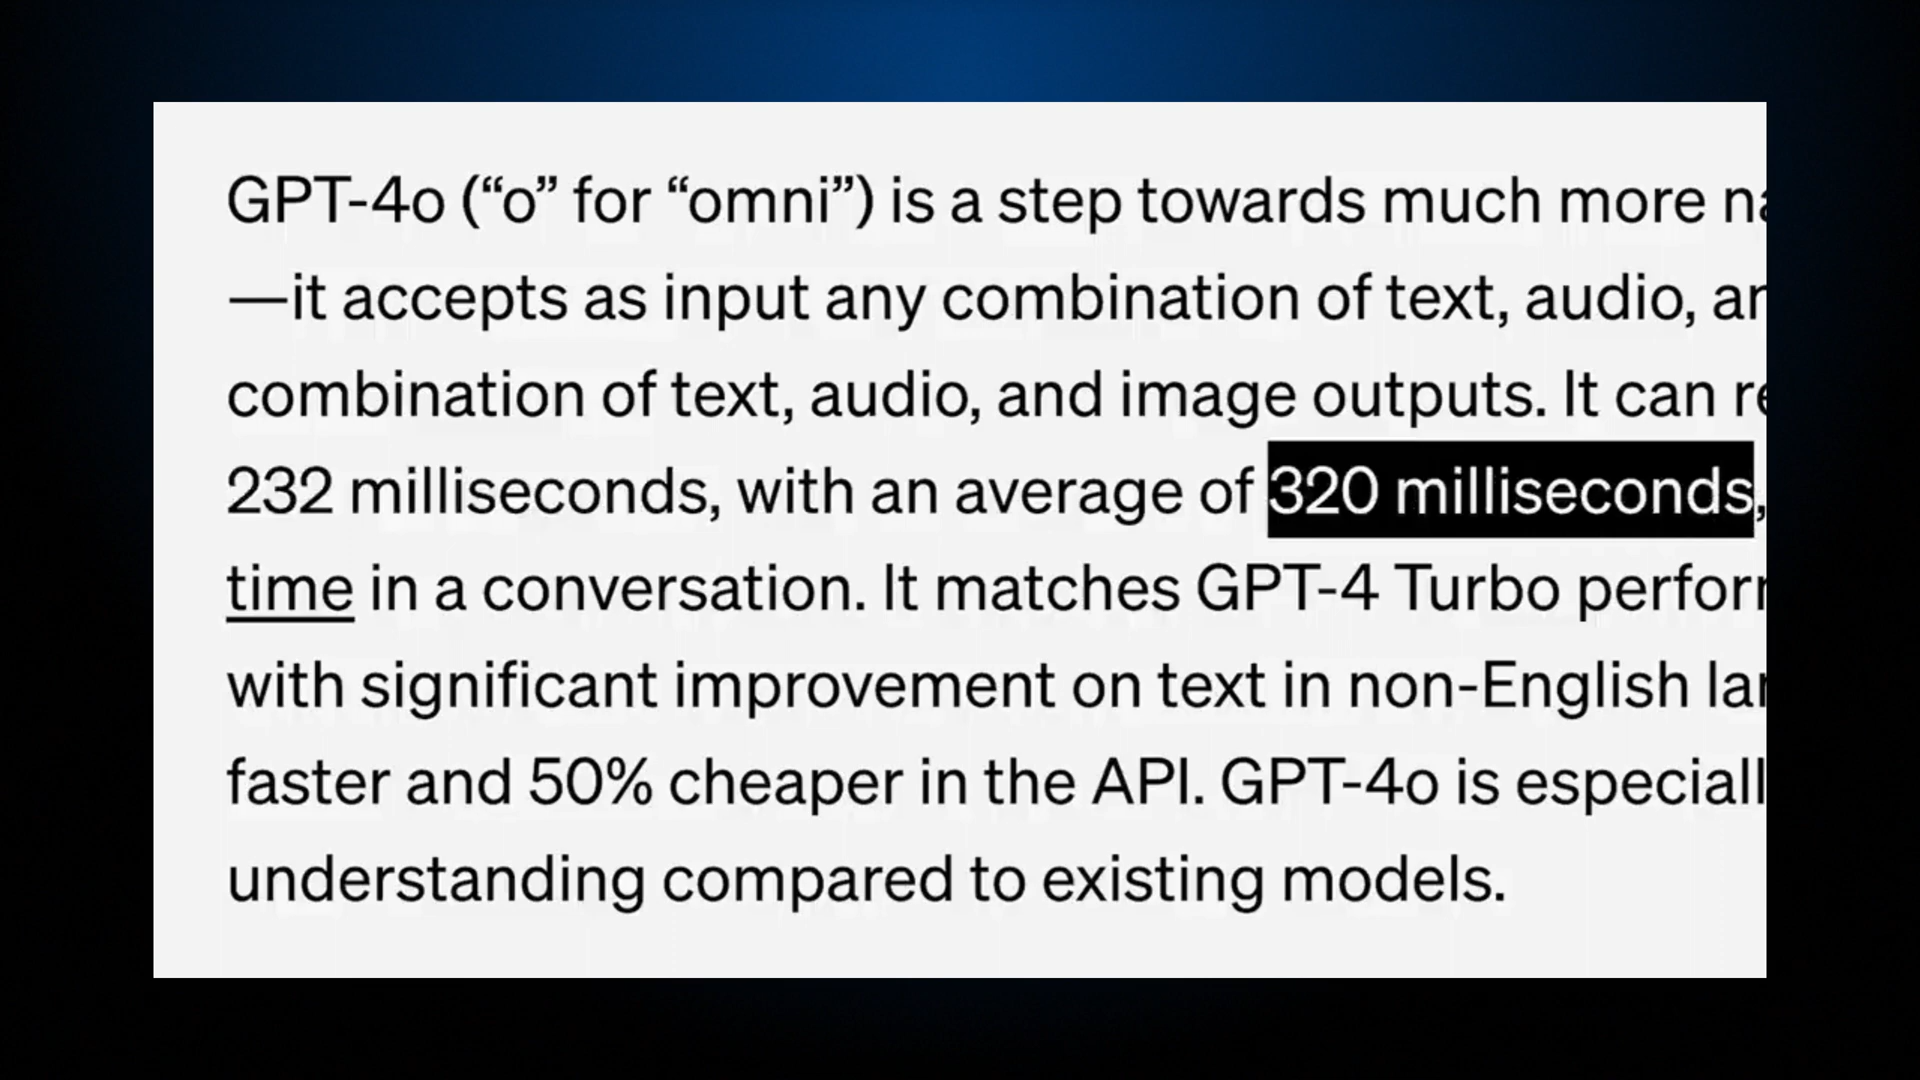 GPT-4o (“o” for “omni”) is a step towards much more
—it accepts as input any combination of text, audio,
combination of text, audio, and image outputs. It can
232 milliseconds, with an average of 320 milliseconds,
time in a conversation. It matches GPT-4 Turbo
with significant improvement on text in non-English
faster and 50% cheaper in the API. GPT-4o is
understanding compared to existing models.